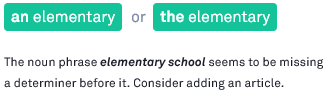 an elementary or the elementary
The noun phrase elementary school seems to be missing
a determiner before it. Consider adding an article.